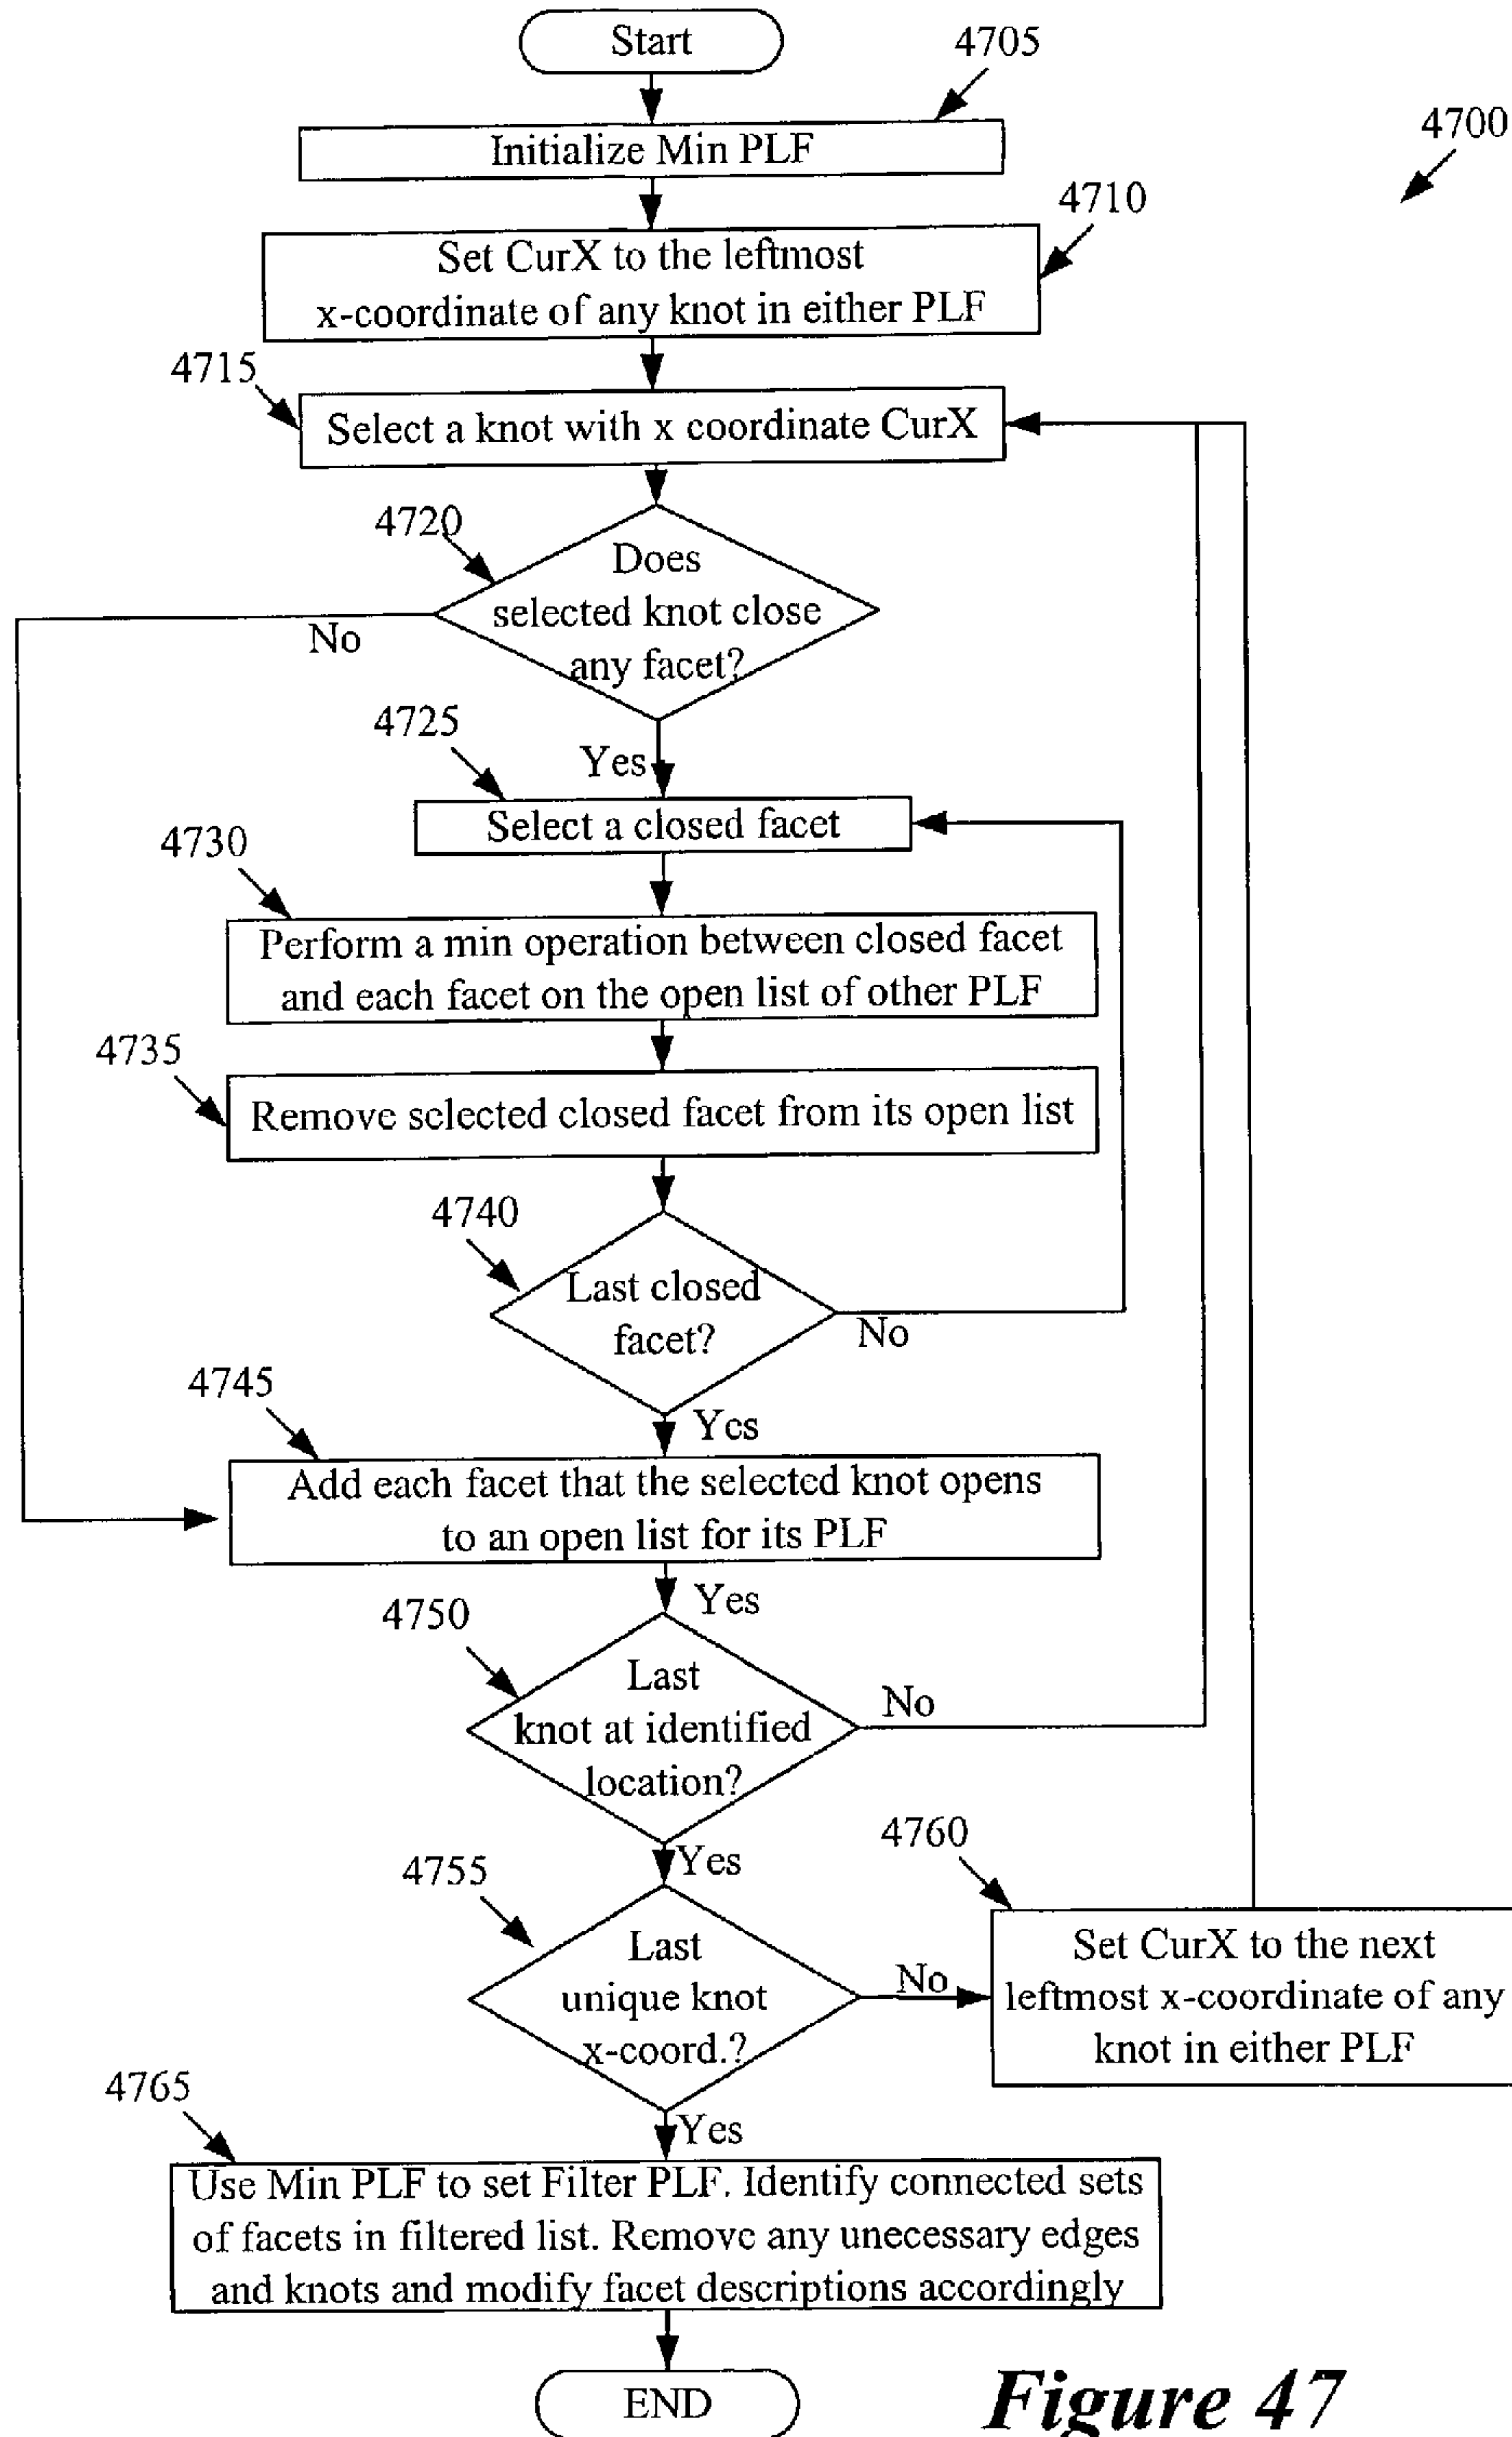 Start
4705
4700
Initialize Min PLF
4710
Set CurX to the leftmost
x-coordinate of any knot in either PLF
4715
Select a knot with x coordinate CurX
4720
Does
selected knot close
any facet?
No
4725
Yes
Select a closed facet
4730
Perform a min operation between closed facet
and each facet on the open list of other PLF
4735
Remove selected closed facet from its open list
4740
Last closed
facet?
No
4745
Yes
Add each facet that the selected knot opens
to an open list for its PLF
Yes
4750
Last
knot at identified
location?
No
4760
Yes
4755
Last
unique knot
x-coord.?
No
Set CurX to the next
leftmost x-coordinate of any
knot in either PLF
4765
Yes
Use Min PLF to set Filter PLF. Identify connected sets
of facets in filtered list. Remove any unecessary edges
and knots and modify facet descriptions accordingly
END
Figure 47